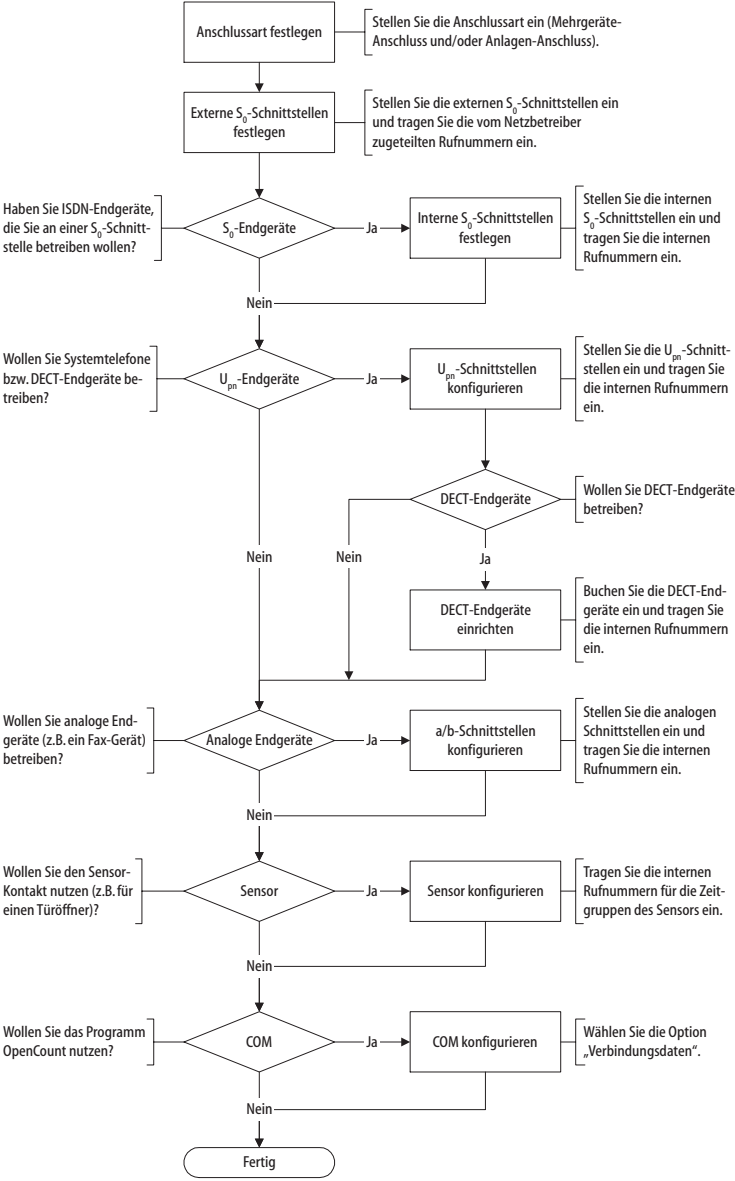 Anschlussart festlegen
Stellen Sie die Anschlussart ein (Mehrgeräte-
Anschluss und/oder Anlagen-Anschluss).
Externe S0-Schnittstellen
festlegen
Stellen Sie die externen S0-Schnittstellen ein
und tragen Sie die vom Netzbetreiber
zugeteilten Rufnummern ein.
Haben Sie ISDN-Endgeräte,
die Sie an einer S0-Schnitt-
stelle betreiben wollen?
S0-Endgeräte
Ja
Interne S0-Schnittstellen
festlegen
Stellen Sie die internen
S0-Schnittstellen ein und
tragen Sie die internen
Rufnummern ein.
Nein
Wollen Sie Systemtelefone
bzw. DECT-Endgeräte be-
treiben?
Upn-Endgeräte
Ja
Upn-Schnittstellen
konfigurieren
Stellen Sie die Upn-Schnitt-
stellen ein und tragen Sie
die internen Rufnummern
ein.
DECT-Endgeräte
Wollen Sie DECT-Endgeräte
betreiben?
Nein
Nein
Ja
DECT-Endgeräte
einrichten
Buchen Sie die DECT-End-
geräte ein und tragen Sie
die internen Rufnummern
ein.
Wollen Sie analoge End-
geräte (z.B. ein Fax-Gerät)
betreiben?
Analoge Endgeräte
Ja
a/b-Schnittstellen
konfigurieren
Stellen Sie die analogen
Schnittstellen ein und
tragen Sie die internen
Rufnummern ein.
Nein
Wollen Sie den Sensor-
Kontakt nutzen (z.B. für
einen Türöffner)?
Sensor
Ja
Sensor konfigurieren
Tragen Sie die internen
Rufnummern für die Zeit-
gruppen des Sensors ein.
Nein
Wollen Sie das Programm
OpenCount nutzen?
COM
Ja
COM konfigurieren
Wählen Sie die Option
„Verbindungsdaten“.
Nein
Fertig